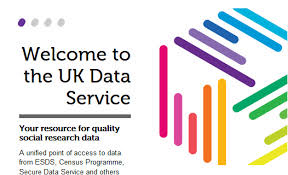 Welcome to
the UK Data
Service
Your resource for quality
social research data
A unified point of access to data
from ESDS, Census Programme,
Secure Data Service and others